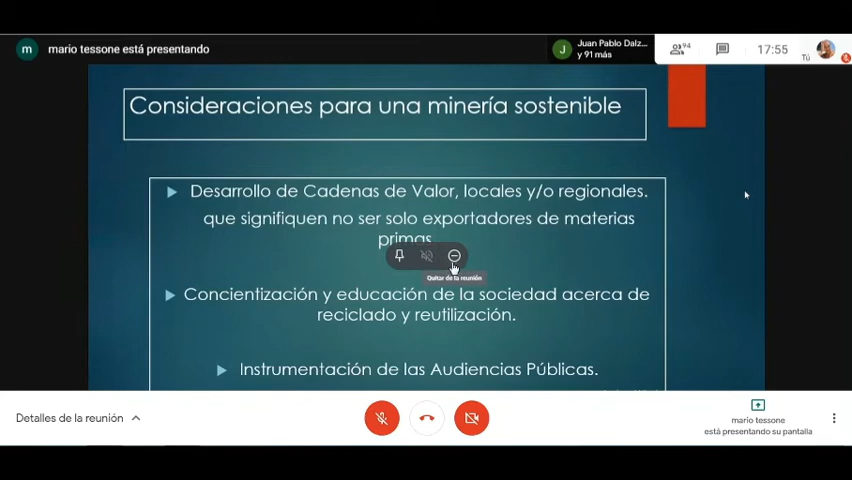 m mario tessone está presentando
J Juan Pablo Dalz...
y 91 más
94
17:55
Tú
Consideraciones para una minería sostenible
Desarrollo de Cadenas de Valor, locales y/o regionales.
que signifiquen no ser solo exportadores de materias
primas
Quitar de la reunión
Concientización y educación de la sociedad acerca de
reciclado y reutilización.
Instrumentación de las Audiencias Públicas.
Detalles de la reunión
mario tessone
está presentando su pantalla